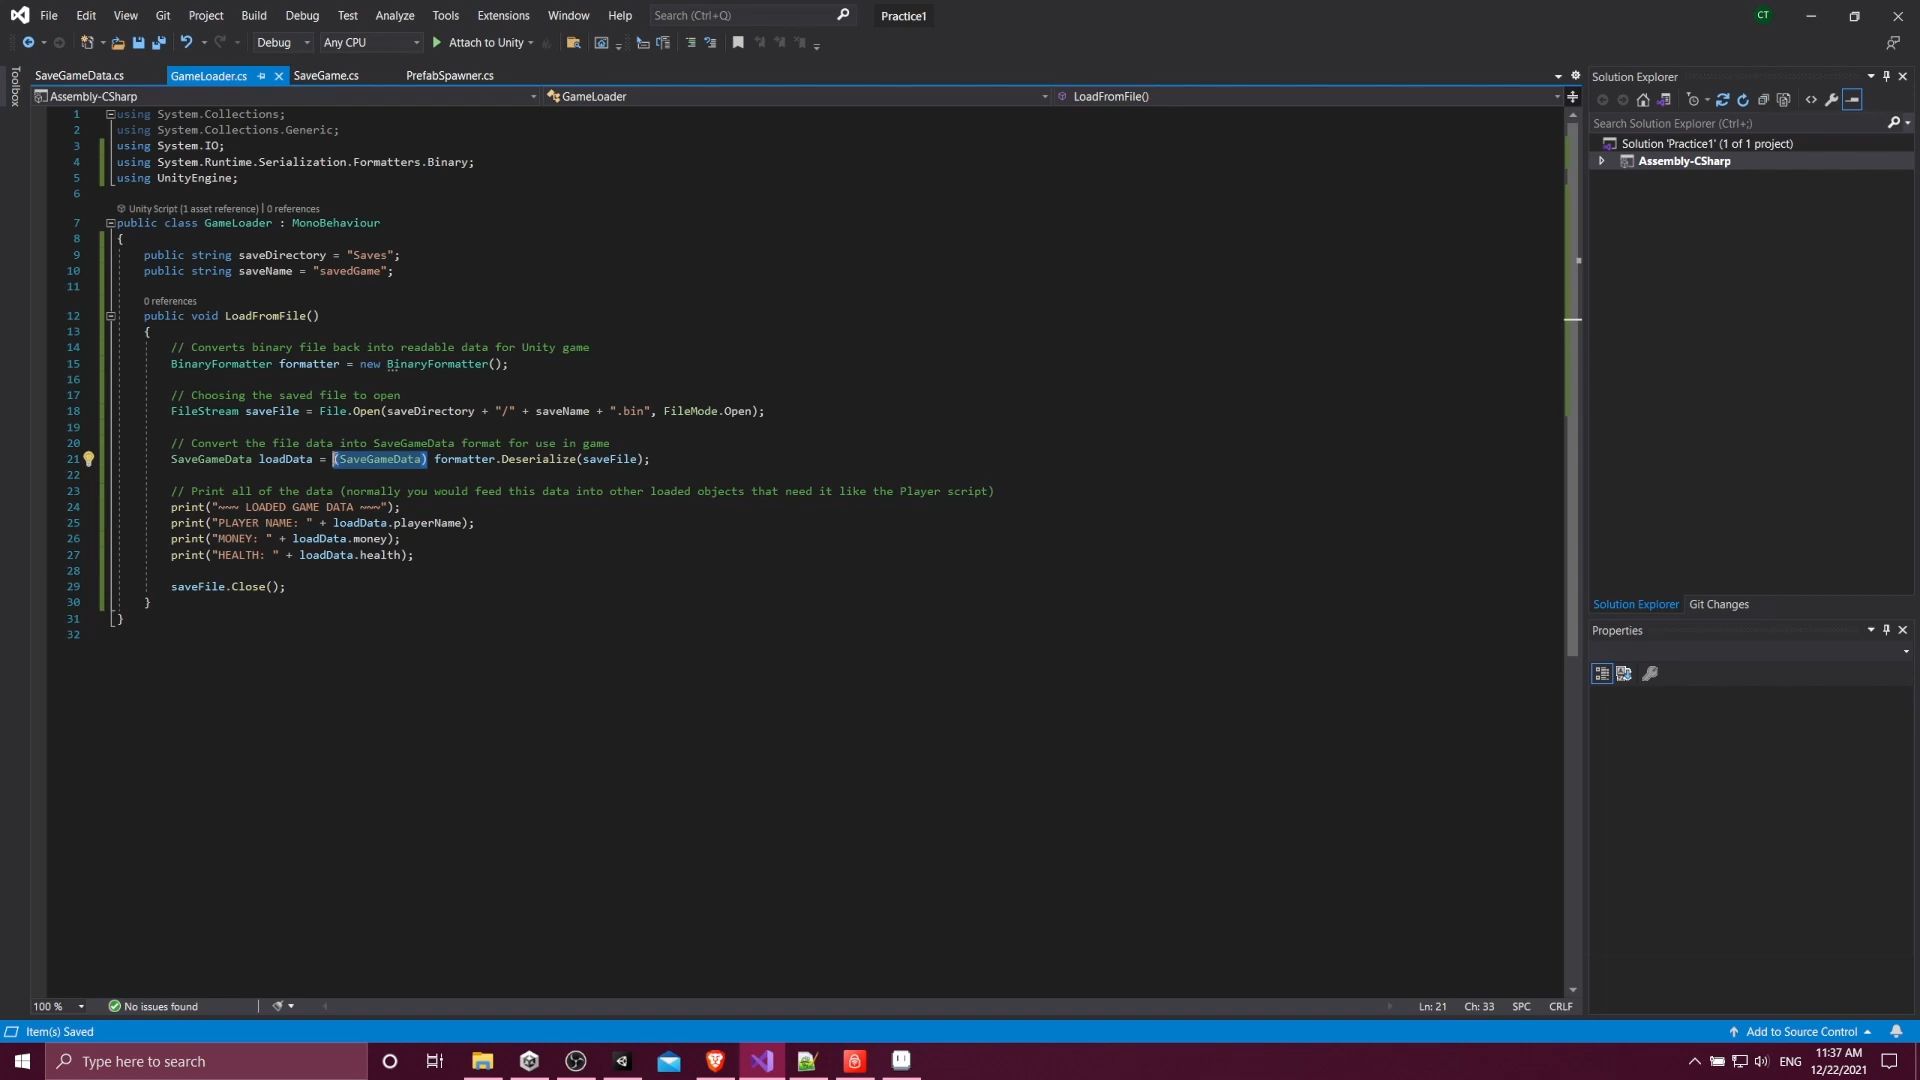 File Edit View Git Project Build Debug Test Analyze Tools Extensions Window Help Search (Ctrl+Q) Practice1 CT
Debug Any CPU Attach to Unity
Toolbox
SaveGameData.cs GameLoader.cs SaveGame.cs PrefabSpawner.cs
Assembly-CSharp GameLoader LoadFromFile()
1 using System.Collections;
2 using System.Collections.Generic;
3 using System.IO;
4 using System.Runtime.Serialization.Formatters.Binary;
5 using UnityEngine;
6
Unity Script (1 asset reference) | 0 references
7 public class GameLoader : MonoBehaviour
8 {
9 public string saveDirectory = "Saves";
10 public string saveName = "savedGame";
11
0 references
12 public void LoadFromFile()
13 {
14 // Converts binary file back into readable data for Unity game
15 BinaryFormatter formatter = new BinaryFormatter();
16
17 // Choosing the saved file to open
18 FileStream saveFile = File.Open(saveDirectory + "/" + saveName + ".bin", FileMode.Open);
19
20 // Convert the file data into SaveGameData format for use in game
21 SaveGameData loadData = (SaveGameData) formatter.Deserialize(saveFile);
22
23 // Print all of the data (normally you would feed this data into other loaded objects that need it like the Player script)
24 print("~~~ LOADED GAME DATA ~~~");
25 print("PLAYER NAME: " + loadData.playerName);
26 print("MONEY: " + loadData.money);
27 print("HEALTH: " + loadData.health);
28
29 saveFile.Close();
30 }
31 }
32
Solution Explorer
Search Solution Explorer (Ctrl+;)
Solution 'Practice1' (1 of 1 project)
Assembly-CSharp
Solution Explorer Git Changes
Properties
100 % No issues found Ln: 21 Ch: 33 SPC CRLF
Item(s) Saved Add to Source Control
Type here to search ENG 11:37 AM
12/22/2021